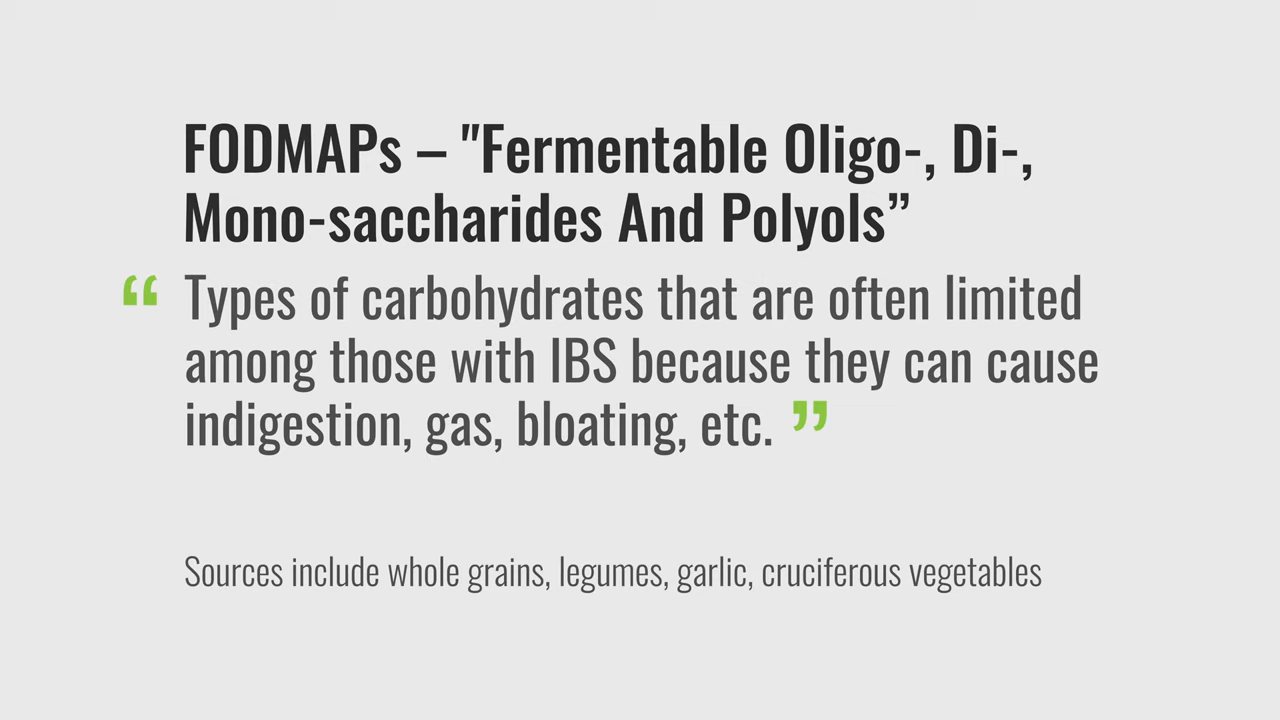 FODMAPs – "Fermentable Oligo-, Di-,
Mono-saccharides And Polyols”
“ Types of carbohydrates that are often limited
among those with IBS because they can cause
indigestion, gas, bloating, etc. ”
Sources include whole grains, legumes, garlic, cruciferous vegetables